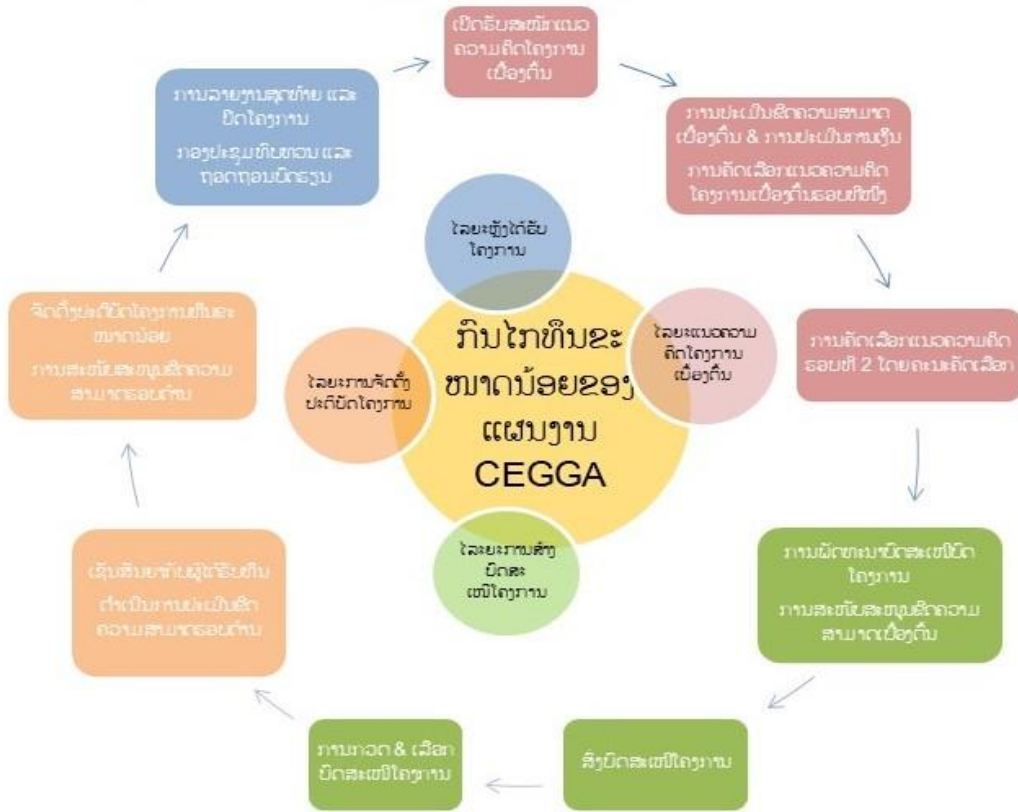 ເປີດຮັບສະໝັກແນວ
ຄວາມຄິດໂຄງການ
ເບື້ອງຕົ້ນ
ການປະເມີນຂີດຄວາມສາມາດ
ເບື້ອງຕົ້ນ & ການປະເມີນການເງິນ
ການຄັດເລືອກແນວຄວາມຄິດ
ໂຄງການເບື້ອງຕົ້ນຮອບທີໜຶ່ງ
ການຄັດເລືອກແນວຄວາມຄິດ
ຮອບທີ 2 ໂດຍຄະນະຄັດເລືອກ
ການພັດທະນາບົດສະເໜີບົດ
ໂຄງການ
ການສະໜັບສະໜູນຂີດຄວາມ
ສາມາດເບື້ອງຕົ້ນ
ສົ່ງບົດສະເໜີໂຄງການ
ການກວດ & ເລືອກ
ບົດສະເໜີໂຄງການ
ເຊັນສັນຍາກັບຜູ້ໄດ້ຮັບທຶນ
ດຳເນີນການປະເມີນຂີດ
ຄວາມສາມາດຮອບດ້ານ
ຈັດຕັ້ງປະຕິບັດໂຄງການທຶນຂະ
ໜາດນ້ອຍ
ການສະໜັບສະໜູນຂີດຄວາມ
ສາມາດຮອບດ້ານ
ການລາຍງານສຸດທ້າຍ ແລະ
ປິດໂຄງການ
ກອງປະຊຸມທົບທວນ ແລະ
ຖອດຖອນບົດຮຽນ
ໄລຍະຫຼັງໄດ້ຮັບ
ໂຄງການ
ໄລຍະແນວຄວາມ
ຄິດໂຄງການ
ເບື້ອງຕົ້ນ
ໄລຍະຍະການສ້າງ
ບົດສະ
ເໜີໂຄງການ
ໄລຍະການຈັດຕັ້ງ
ປະຕິບັດໂຄງການ
ກົນໄກທຶນຂະ
ໜາດນ້ອຍຂອງ
ແຜນງານ
CEGGA